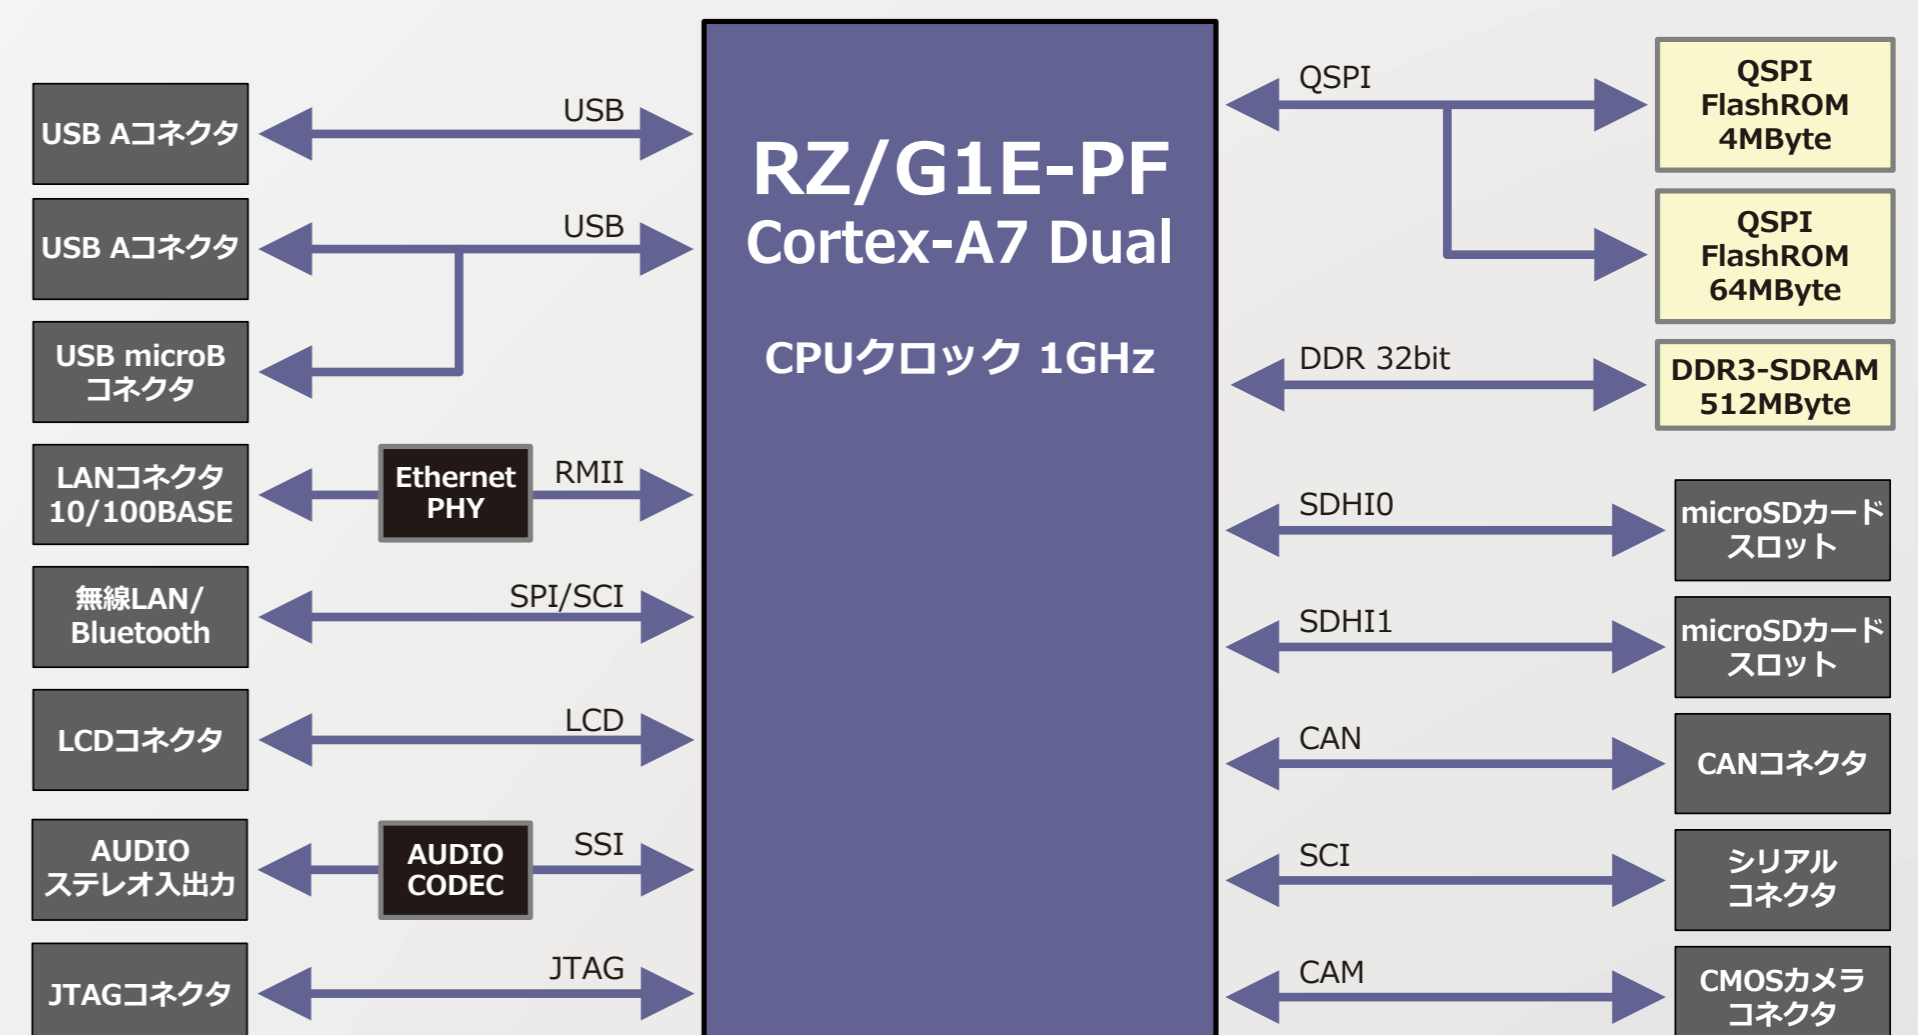 RZ/G1E-PF
Cortex-A7 Dual
CPUクロック 1GHz
USB Aコネクタ
USB
USB Aコネクタ
USB
USB microB
コネクタ
LANコネクタ
10/100BASE
Ethernet
PHY
RMII
無線LAN/
Bluetooth
SPI/SCI
LCDコネクタ
LCD
AUDIO
ステレオ入出力
AUDIO
CODEC
SSI
JTAGコネクタ
JTAG
QSPI
QSPI
FlashROM
4MByte
QSPI
FlashROM
64MByte
DDR 32bit
DDR3-SDRAM
512MByte
SDHI0
microSDカード
スロット
SDHI1
microSDカード
スロット
CAN
CANコネクタ
SCI
シリアル
コネクタ
CAM
CMOSカメラ
コネクタ